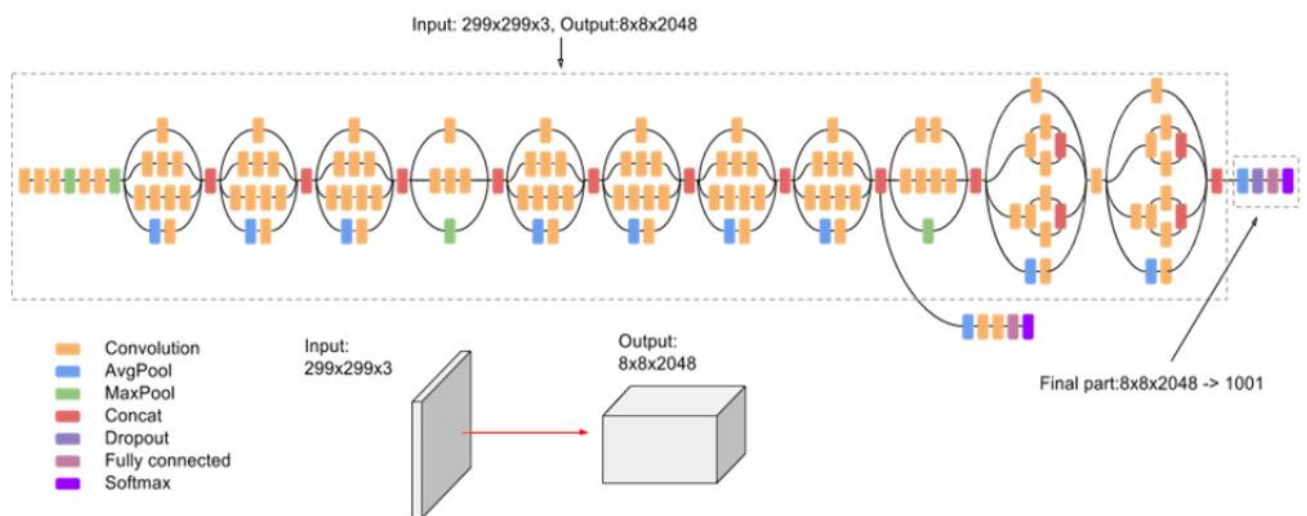 Input: 299x299x3, Output:8x8x2048
Convolution
AvgPool
MaxPool
Concat
Dropout
Fully connected
Softmax
Input:
299x299x3
Output:
8x8x2048
Final part:8x8x2048 -> 1001